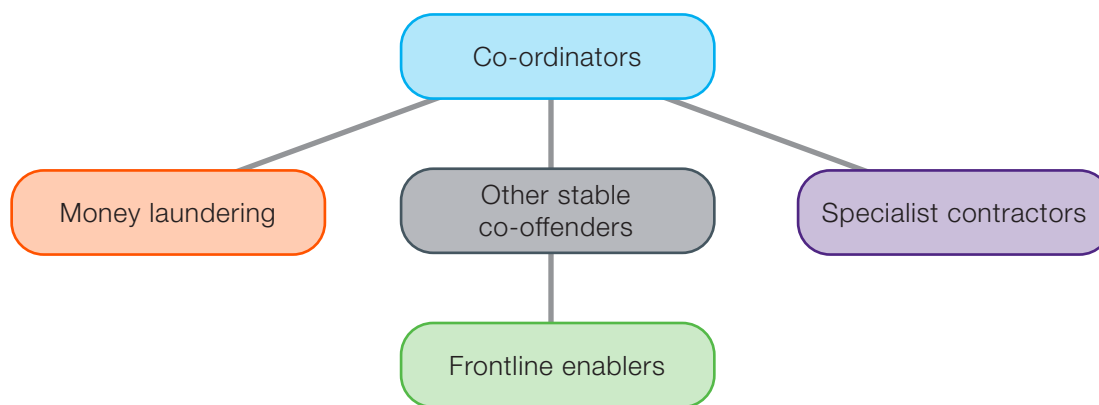 Co-ordinators
Money laundering
Other stable
co-offenders
Specialist contractors
Frontline enablers